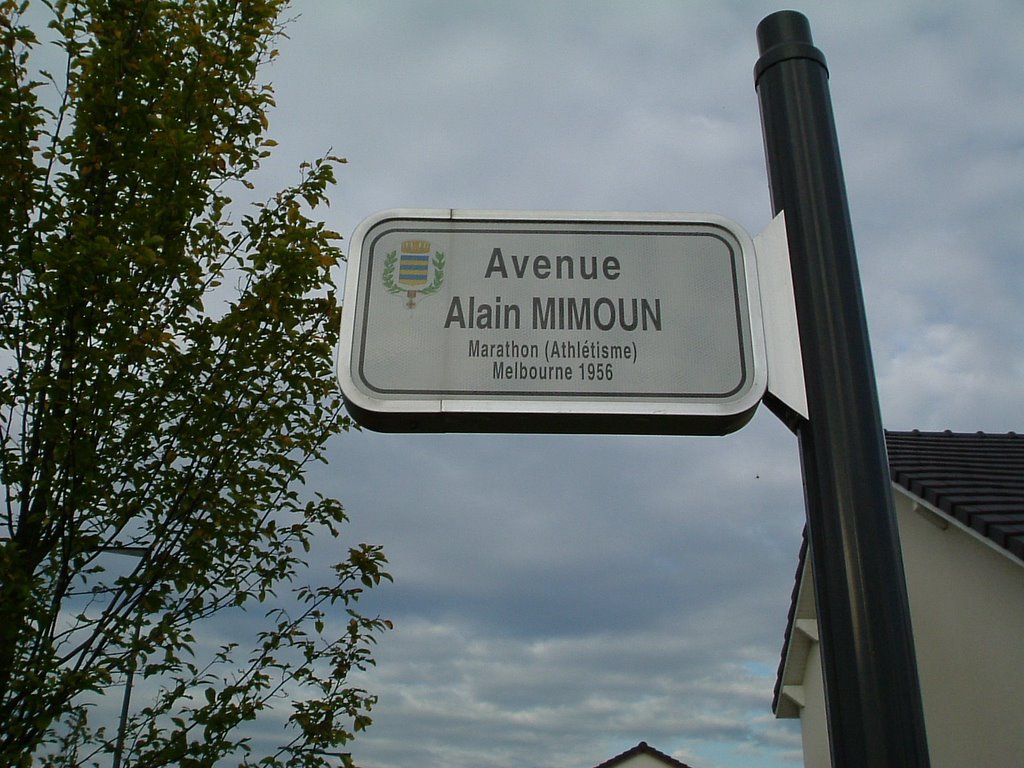 Avenue
Alain MIMOUN
Marathon (Athlétisme)
Melbourne 1956